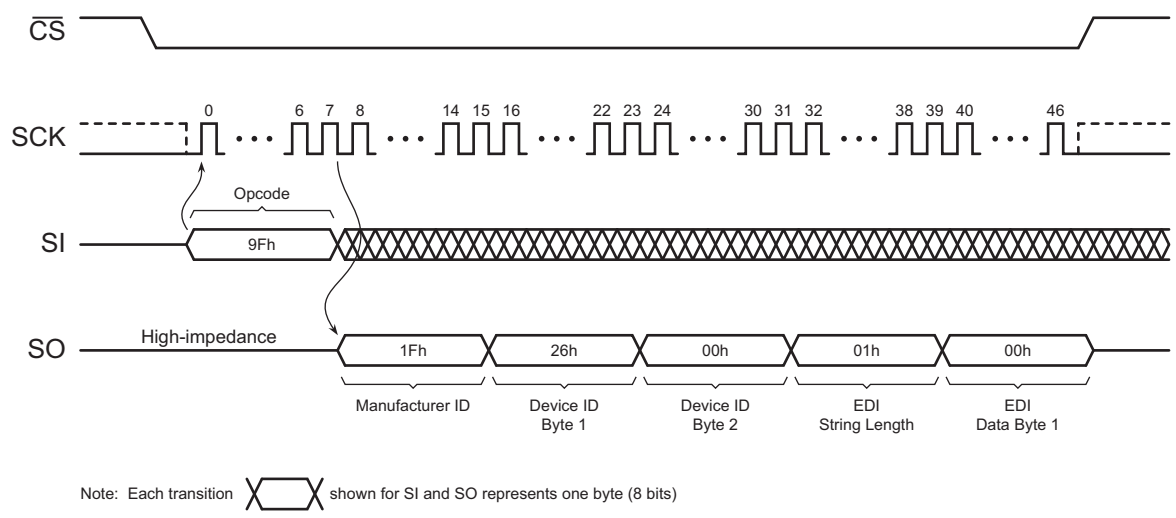 CS
SCK
0 6 7 8 14 15 16 22 23 24 30 31 32 38 39 40 46
Opcode
SI
9Fh
SO
High-impedance
1Fh 26h 00h 01h 00h
Manufacturer ID Device ID Device ID EDI EDI
Byte 1 Byte 2 String Length Data Byte 1
Note: Each transition shown for SI and SO represents one byte (8 bits)